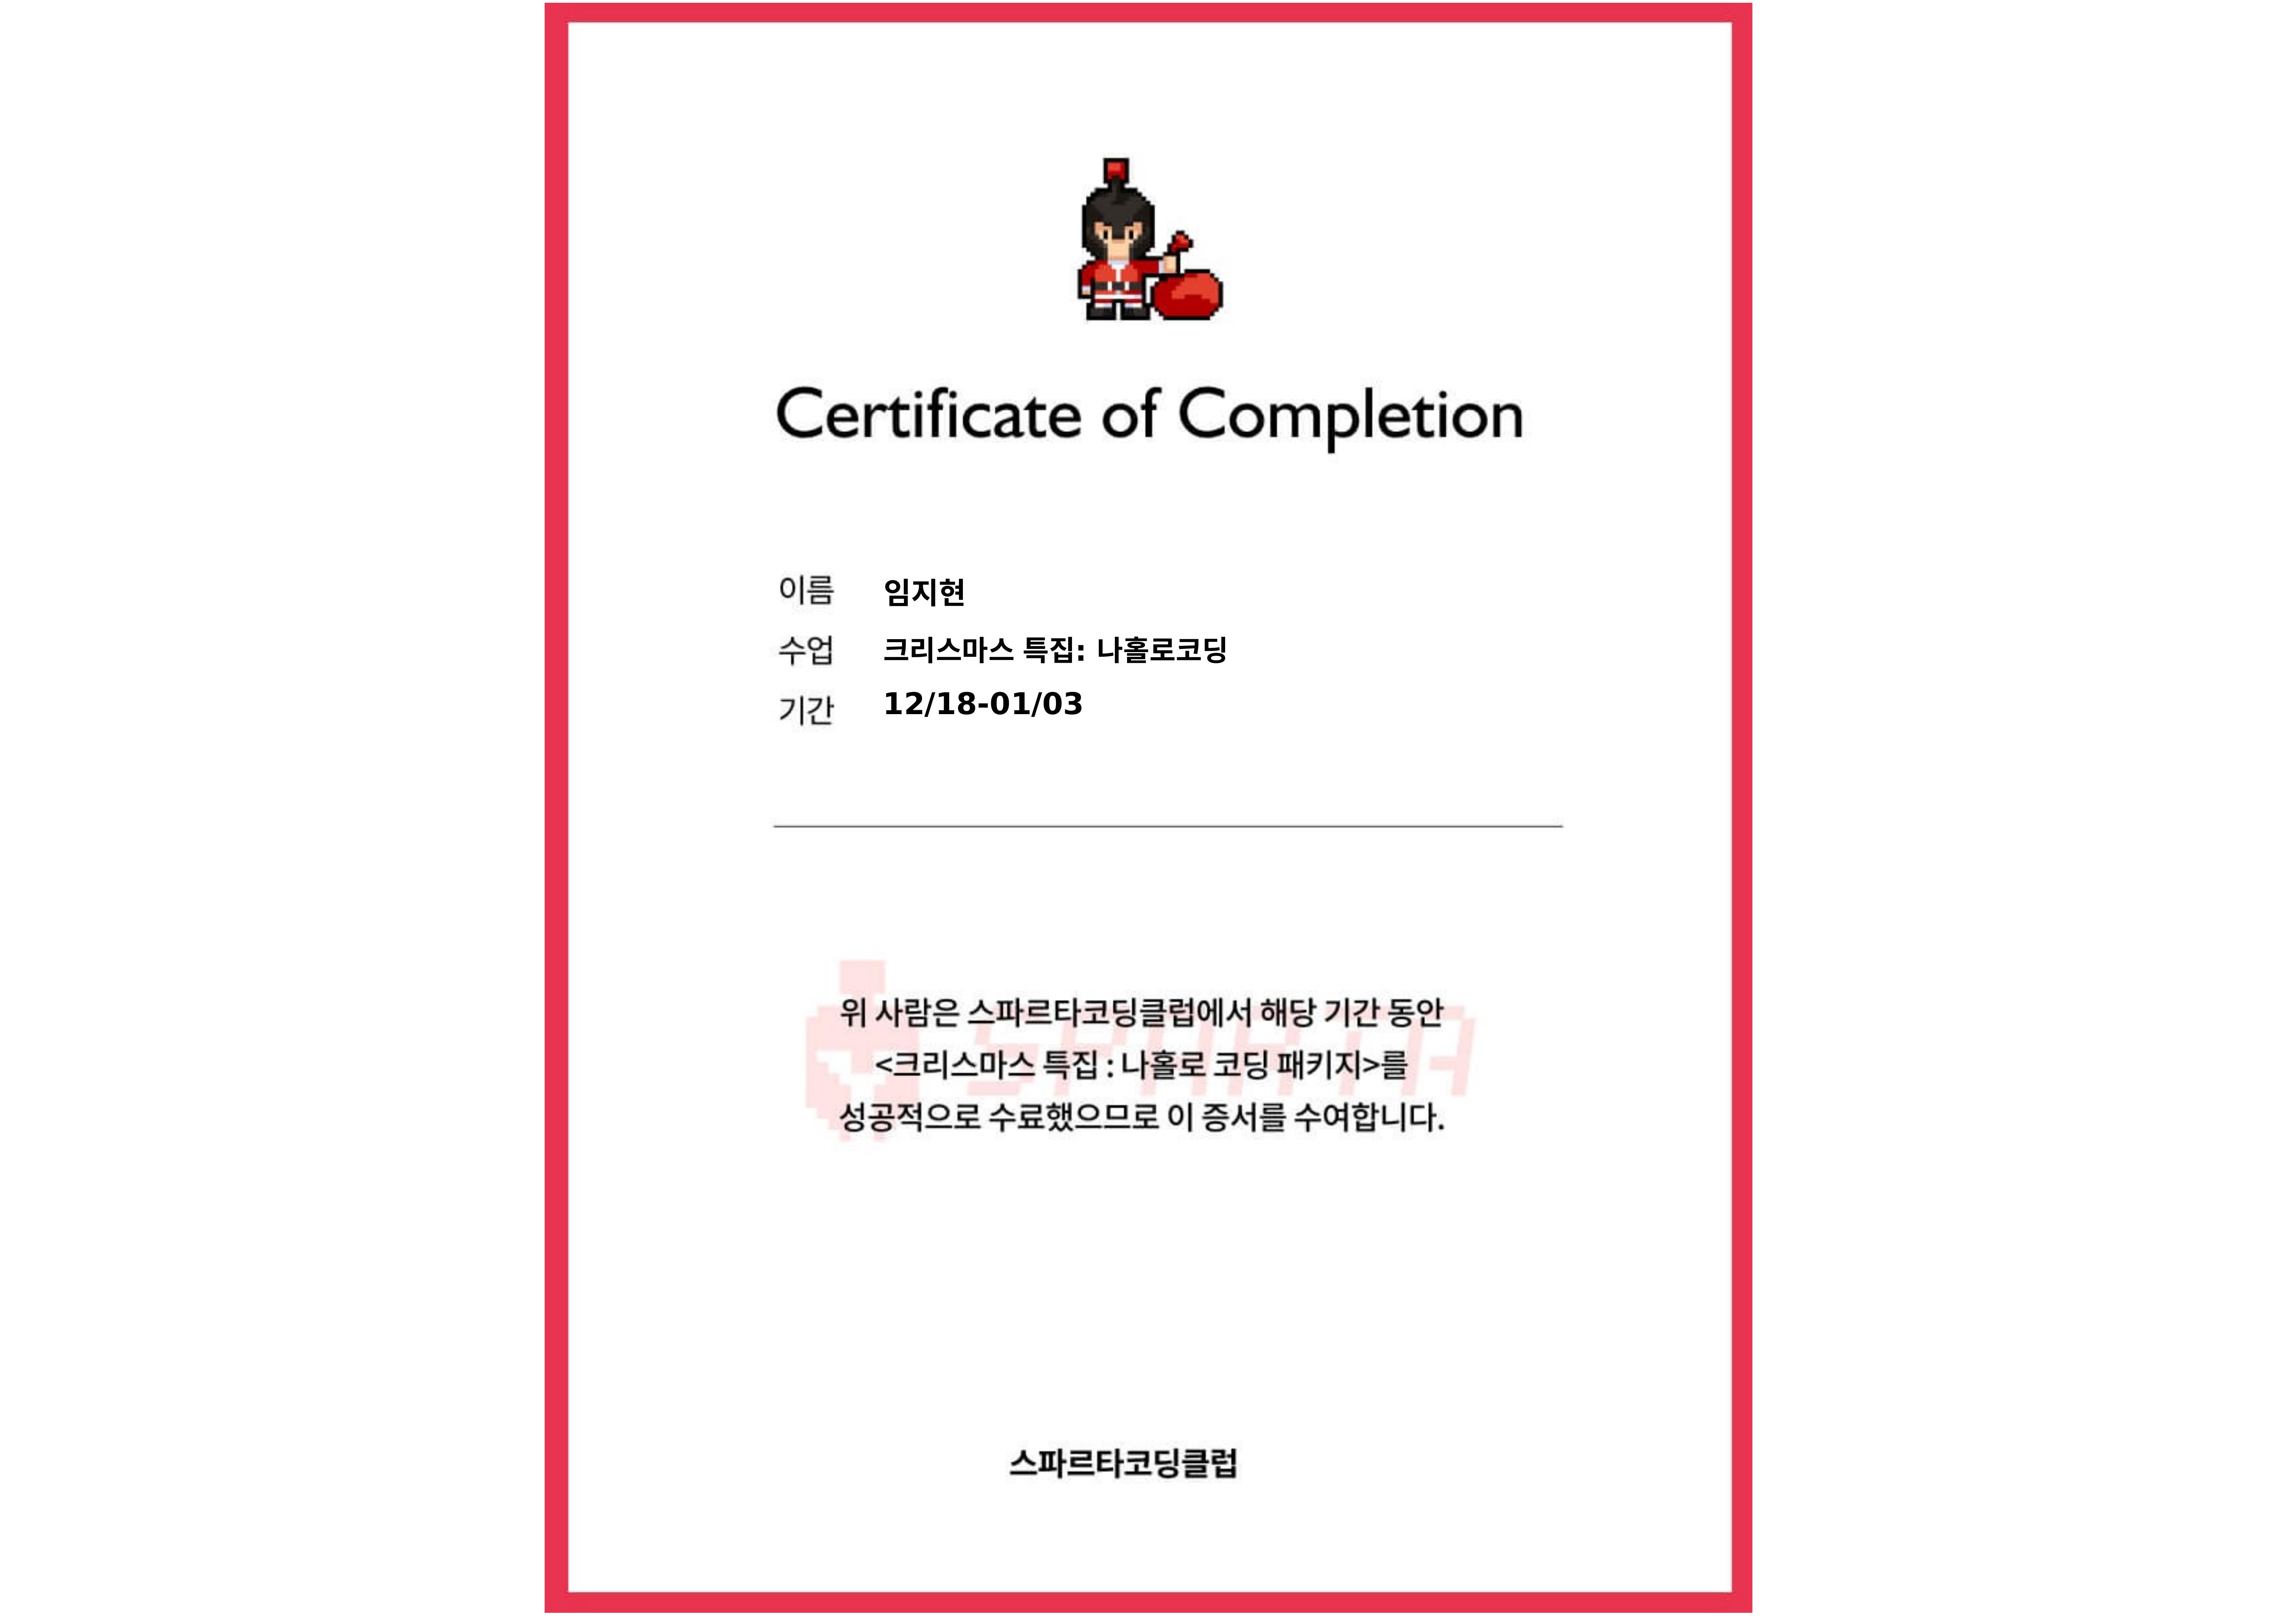 Certificate of Completion
이름 임지현
수업 크리스마스 특집: 나홀로코딩
기간 12/18-01/03
SPARTA
위 사람은 스파르타코딩클럽에서 해당 기간 동안
<크리스마스 특집 : 나홀로 코딩 패키지>를
성공적으로 수료했으므로 이 증서를 수여합니다.
스파르타코딩클럽